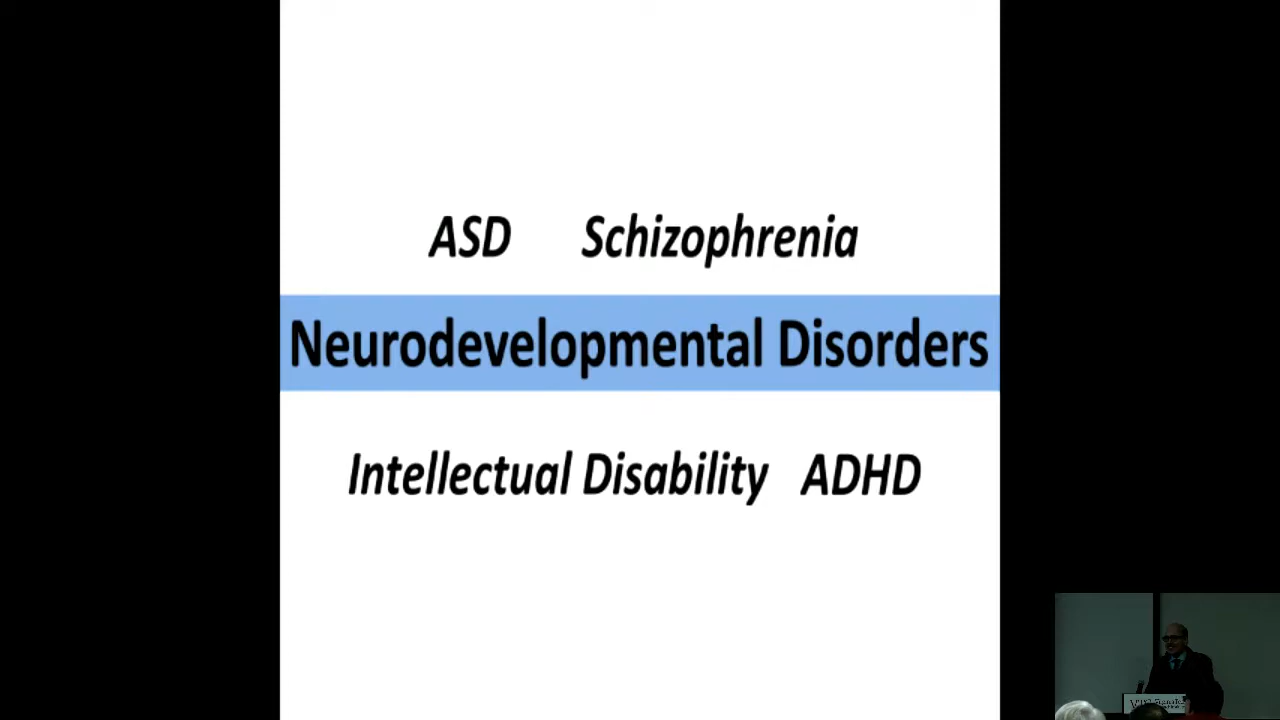 ASD Schizophrenia
Neurodevelopmental Disorders
Intellectual Disability ADHD